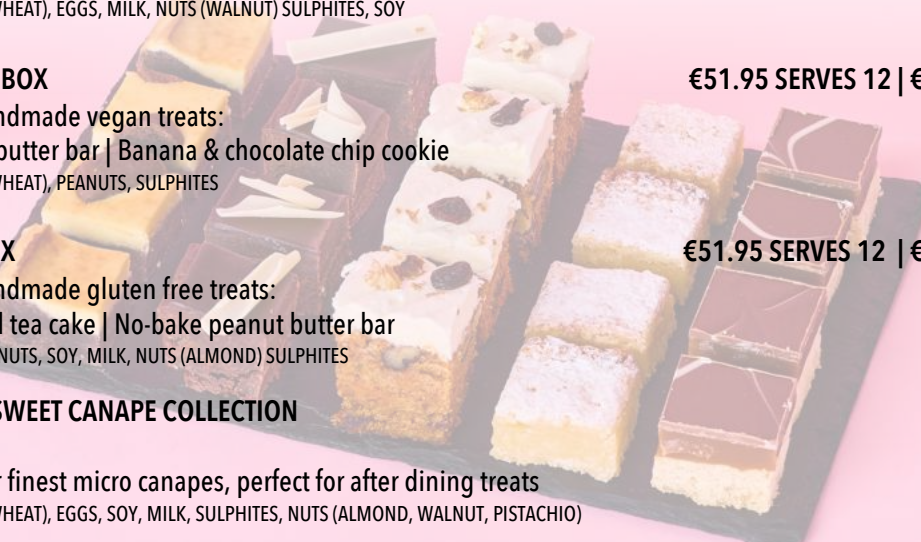 HEAT), EGGS, MILK, NUTS (WALNUT) SULPHITES, SOY
BOX €51.95 SERVES 12 | €
ndmade vegan treats:
butter bar | Banana & chocolate chip cookie
HEAT), PEANUTS, SULPHITES
X €51.95 SERVES 12 | €
ndmade gluten free treats:
l tea cake | No-bake peanut butter bar
NUTS, SOY, MILK, NUTS (ALMOND) SULPHITES
SWEET CANAPE COLLECTION
r finest micro canapes, perfect for after dining treats
HEAT), EGGS, SOY, MILK, SULPHITES, NUTS (ALMOND, WALNUT, PISTACHIO)